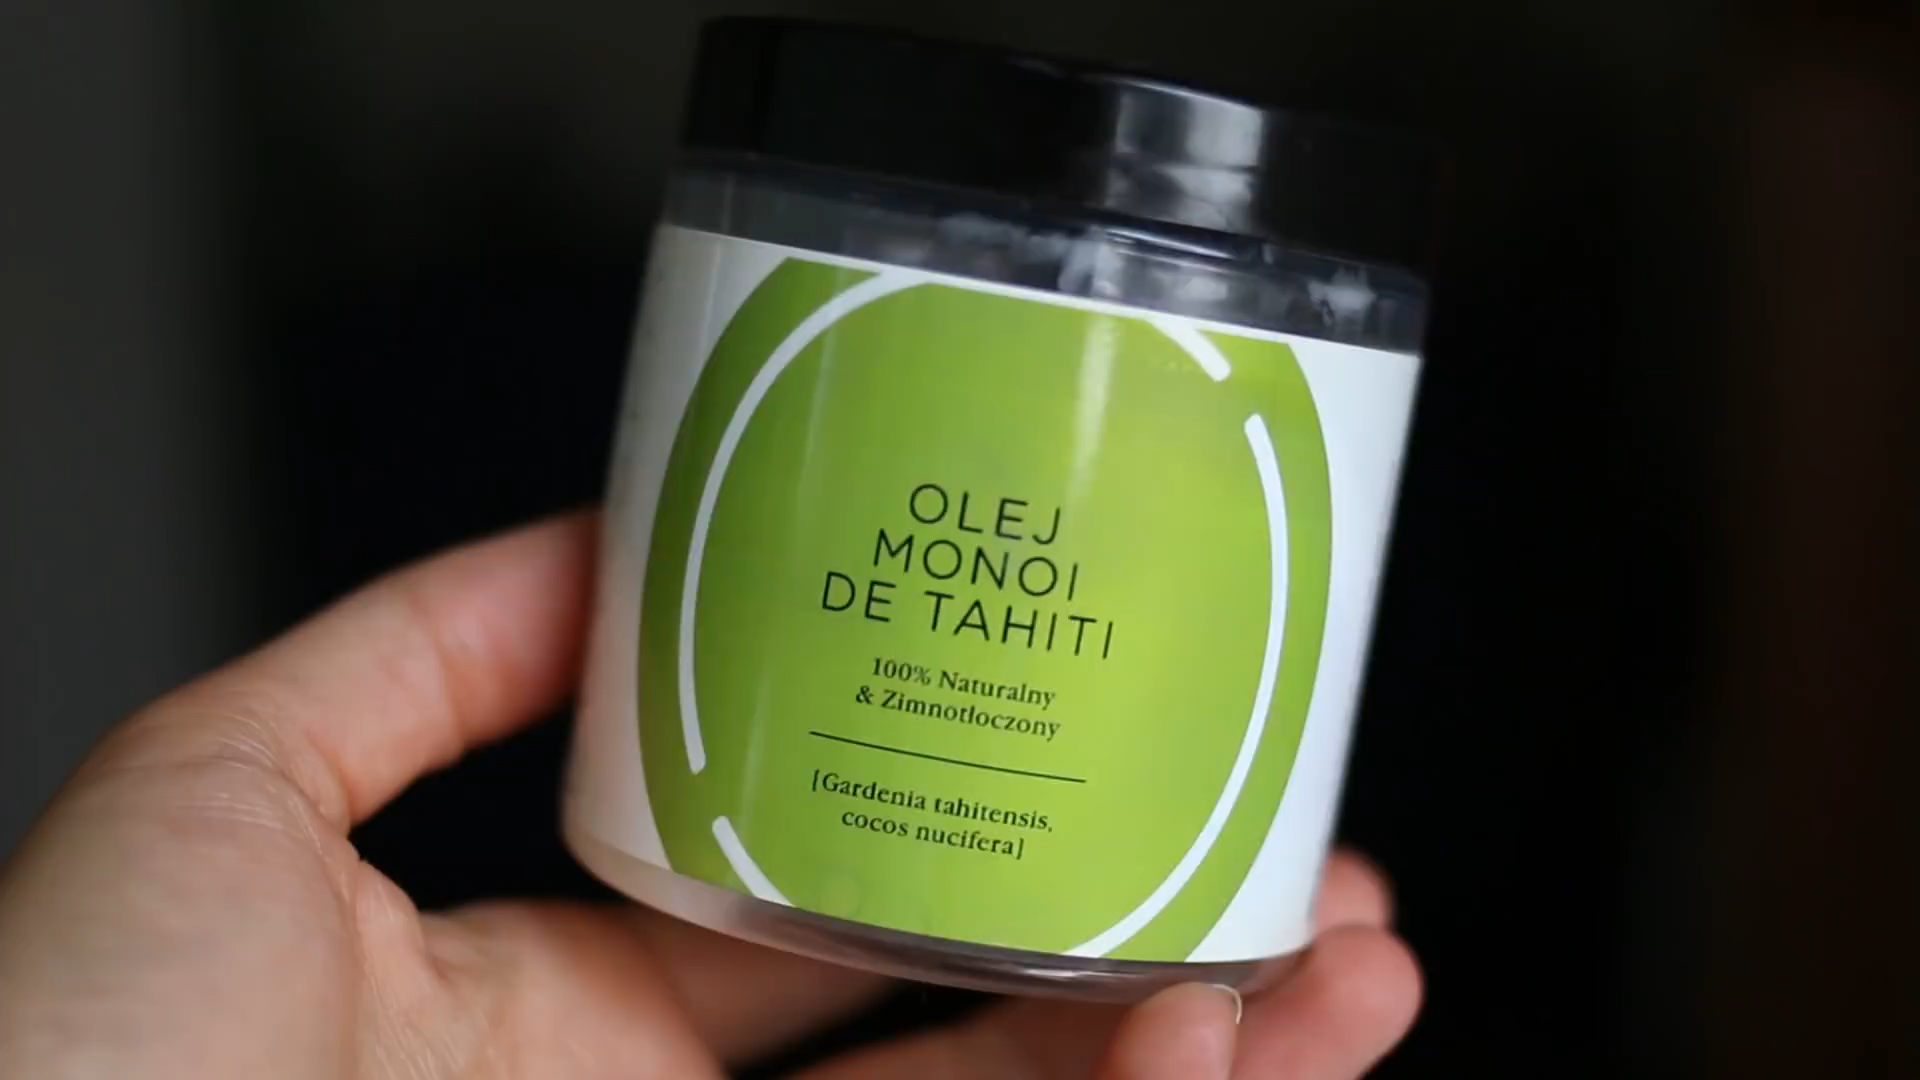 OLEJ
MONOI
DE TAHITI
100% Naturalny
& Zimnotłoczony
[Gardenia tahitensis,
cocos nucifera]